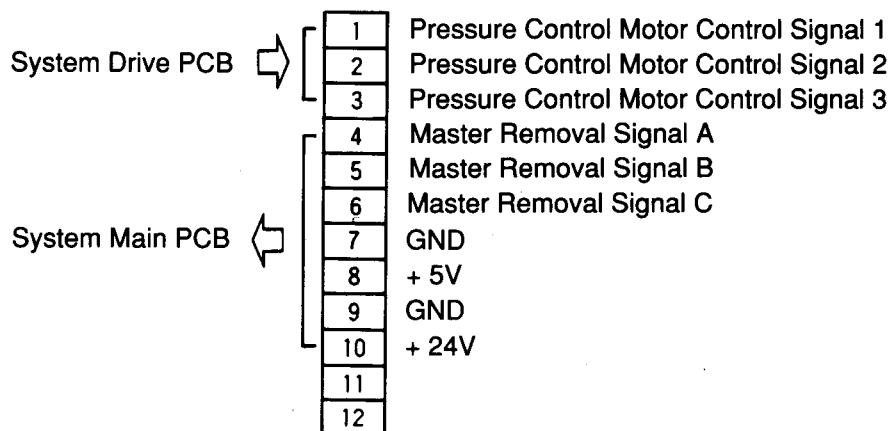 1 Pressure Control Motor Control Signal 1
System Drive PCB 2 Pressure Control Motor Control Signal 2
3 Pressure Control Motor Control Signal 3
4 Master Removal Signal A
5 Master Removal Signal B
6 Master Removal Signal C
System Main PCB 7 GND
8 + 5V
9 GND
10 + 24V
11
12